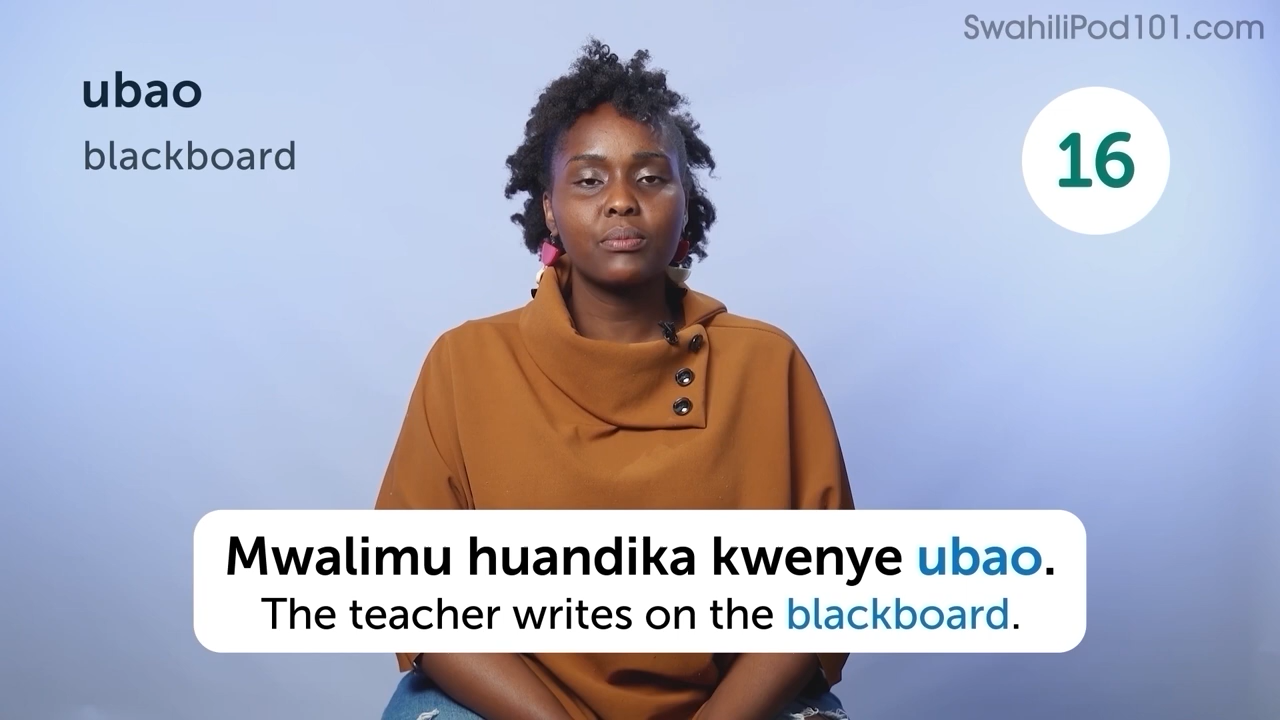 SwahiliPod101.com
ubao
blackboard
16
Mwalimu huandika kwenye ubao.
The teacher writes on the blackboard.